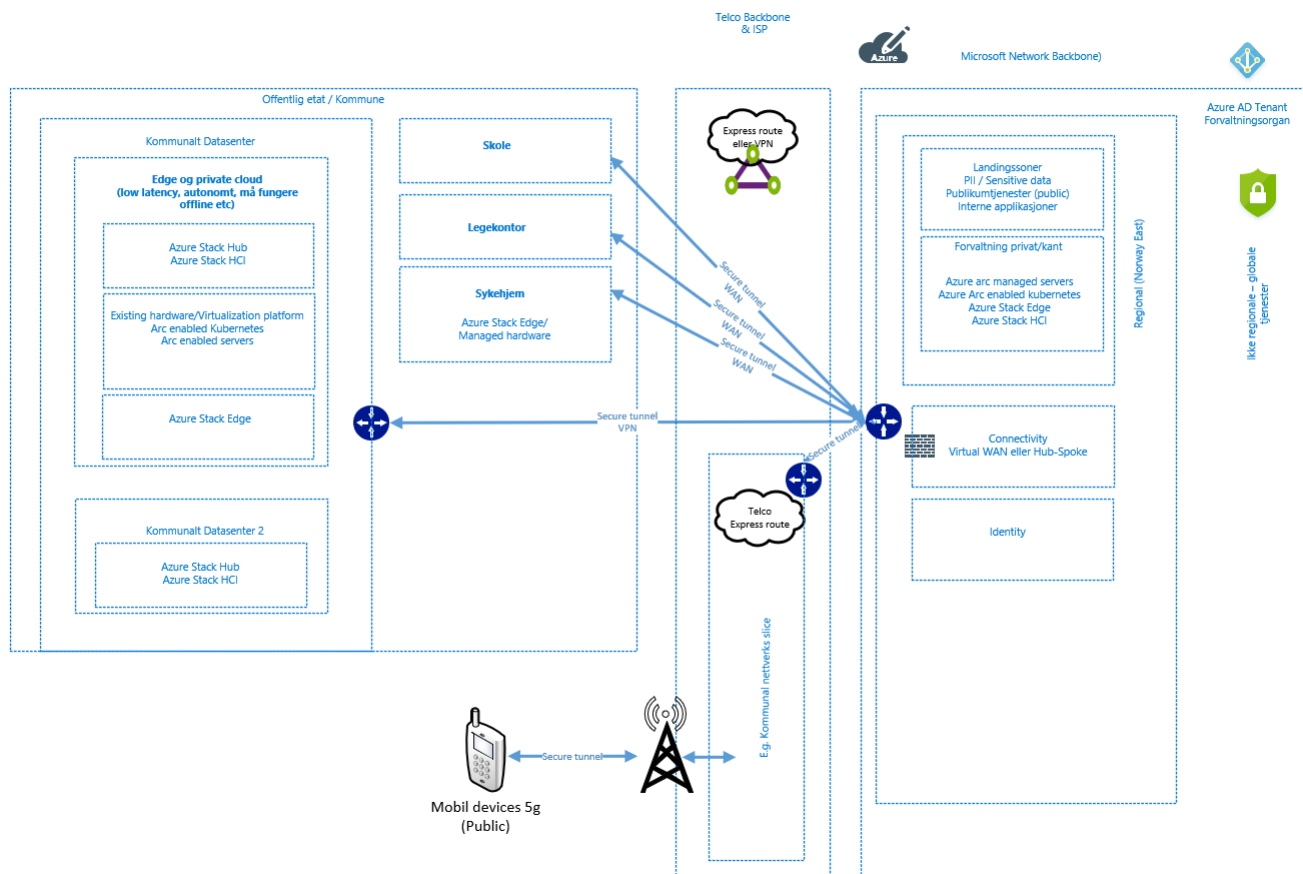 Telco Backbone
& ISP
Azure
Microsoft Network Backbone)
Azure AD Tenant
Forvaltningsorgan
Offentlig etat / Kommune
Kommunalt Datasenter
Edge og private cloud
(low latency, autonomt, må fungere
offline etc)
Azure Stack Hub
Azure Stack HCI
Existing hardware/Virtualization platform
Arc enabled Kubernetes
Arc enabled servers
Azure Stack Edge
Kommunalt Datasenter 2
Azure Stack Hub
Azure Stack HCI
Skole
Legekontor
Sykehjem
Azure Stack Edge/
Managed hardware
Express route
eller VPN
Secure tunnel
WAN
Secure tunnel
WAN
Secure tunnel
WAN
Secure tunnel
VPN
Secure tunnel
Telco
Express route
E.g. Kommunal nettverks slice
Secure tunnel
Mobil devices 5g
(Public)
Landingssoner
PII / Sensitive data
Publikumtjenester (public)
Interne applikasjoner
Forvaltning privat/kant
Azure arc managed servers
Azure Arc enabled kubernetes
Azure Stack Edge
Azure Stack HCI
Regional (Norway East)
Connectivity
Virtual WAN eller Hub-Spoke
Identity
Ikke regionale – globale
tjenester